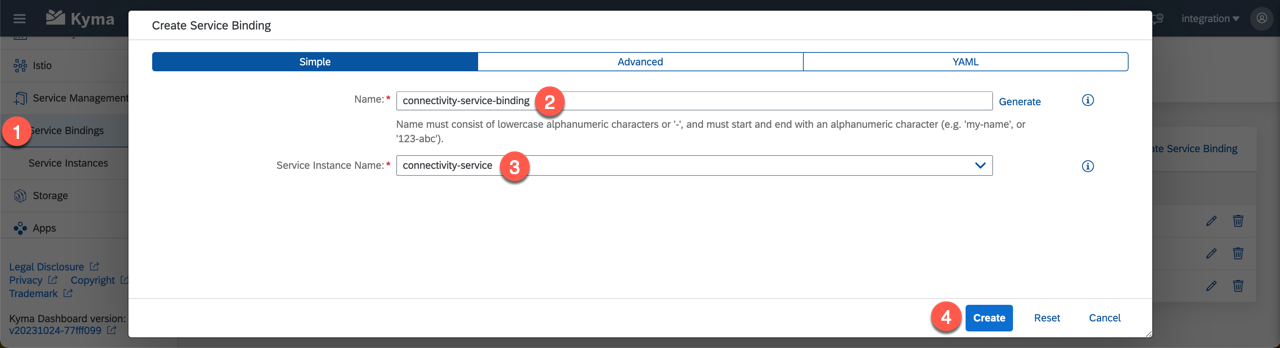 Kyma
Create Service Binding
integration
Simple
Advanced
YAML
Istio
Service Management
Name:*
connectivity-service-binding
2
Generate
Name must consist of lowercase alphanumeric characters or '-', and must start and end with an alphanumeric character (e.g. 'my-name', or
'123-abc').
1
Service Bindings
te Service Binding
Service Instances
Service Instance Name:*
connectivity-service
3
Storage
Apps
Legal Disclosure
Privacy Copyright
Trademark
Kyma Dashboard version:
v20231024-77fff099
4
Create
Reset
Cancel